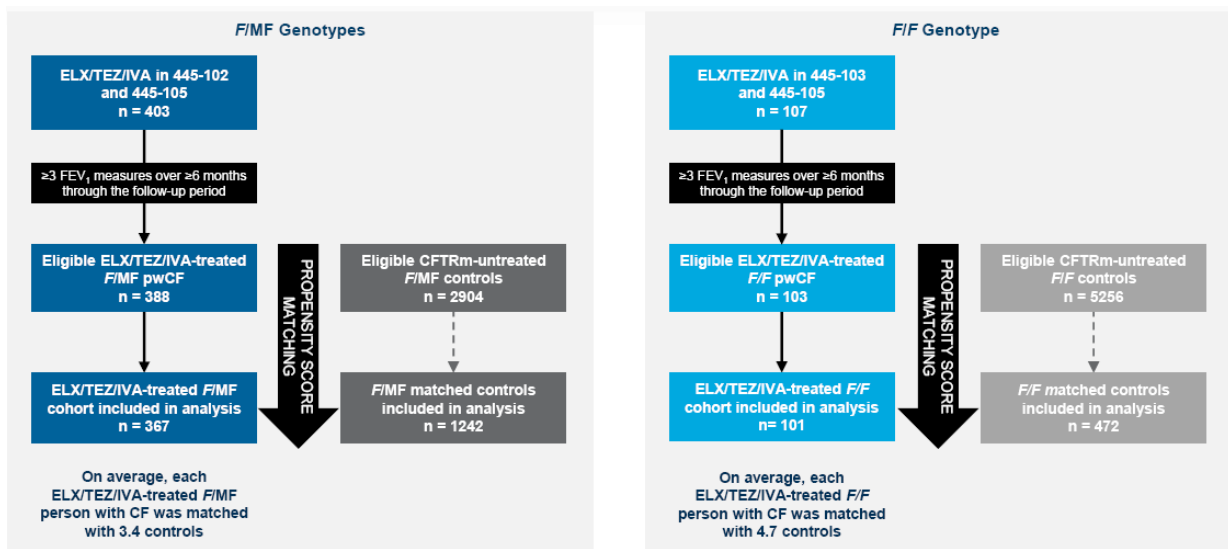 F/MF Genotypes
ELX/TEZ/IVA in 445-102
and 445-105
n = 403
≥3 FEV₁ measures over ≥6 months
through the follow-up period
Eligible ELX/TEZ/IVA-treated
F/MF pwCF
n = 388
PROPENSITY SCORE
MATCHING
Eligible CFTRm-untreated
F/MF controls
n = 2904
ELX/TEZ/IVA-treated F/MF
cohort included in analysis
n = 367
F/MF matched controls
included in analysis
n = 1242
On average, each
ELX/TEZ/IVA-treated F/MF
person with CF was matched
with 3.4 controls
F/F Genotype
ELX/TEZ/IVA in 445-103
and 445-105
n = 107
≥3 FEV₁ measures over ≥6 months
through the follow-up period
Eligible ELX/TEZ/IVA-treated
F/F pwCF
n = 103
PROPENSITY SCORE
MATCHING
Eligible CFTRm-untreated
F/F controls
n = 5256
ELX/TEZ/IVA-treated F/F
cohort included in analysis
n= 101
F/F matched controls
included in analysis
n = 472
On average, each
ELX/TEZ/IVA-treated F/F
person with CF was matched
with 4.7 controls